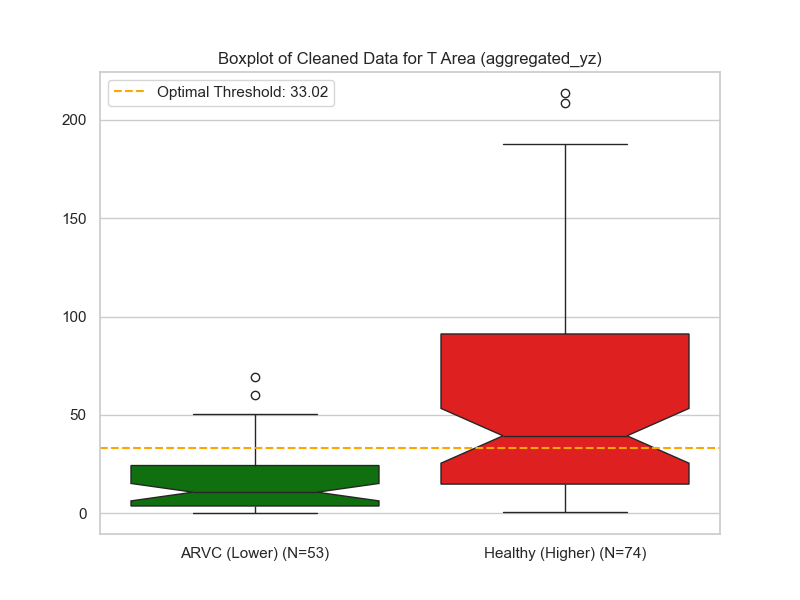 Boxplot of Cleaned Data for T Area (aggregated_yz)
Optimal Threshold: 33.02
200
150
100
50
0
ARVC (Lower) (N=53)
Healthy (Higher) (N=74)